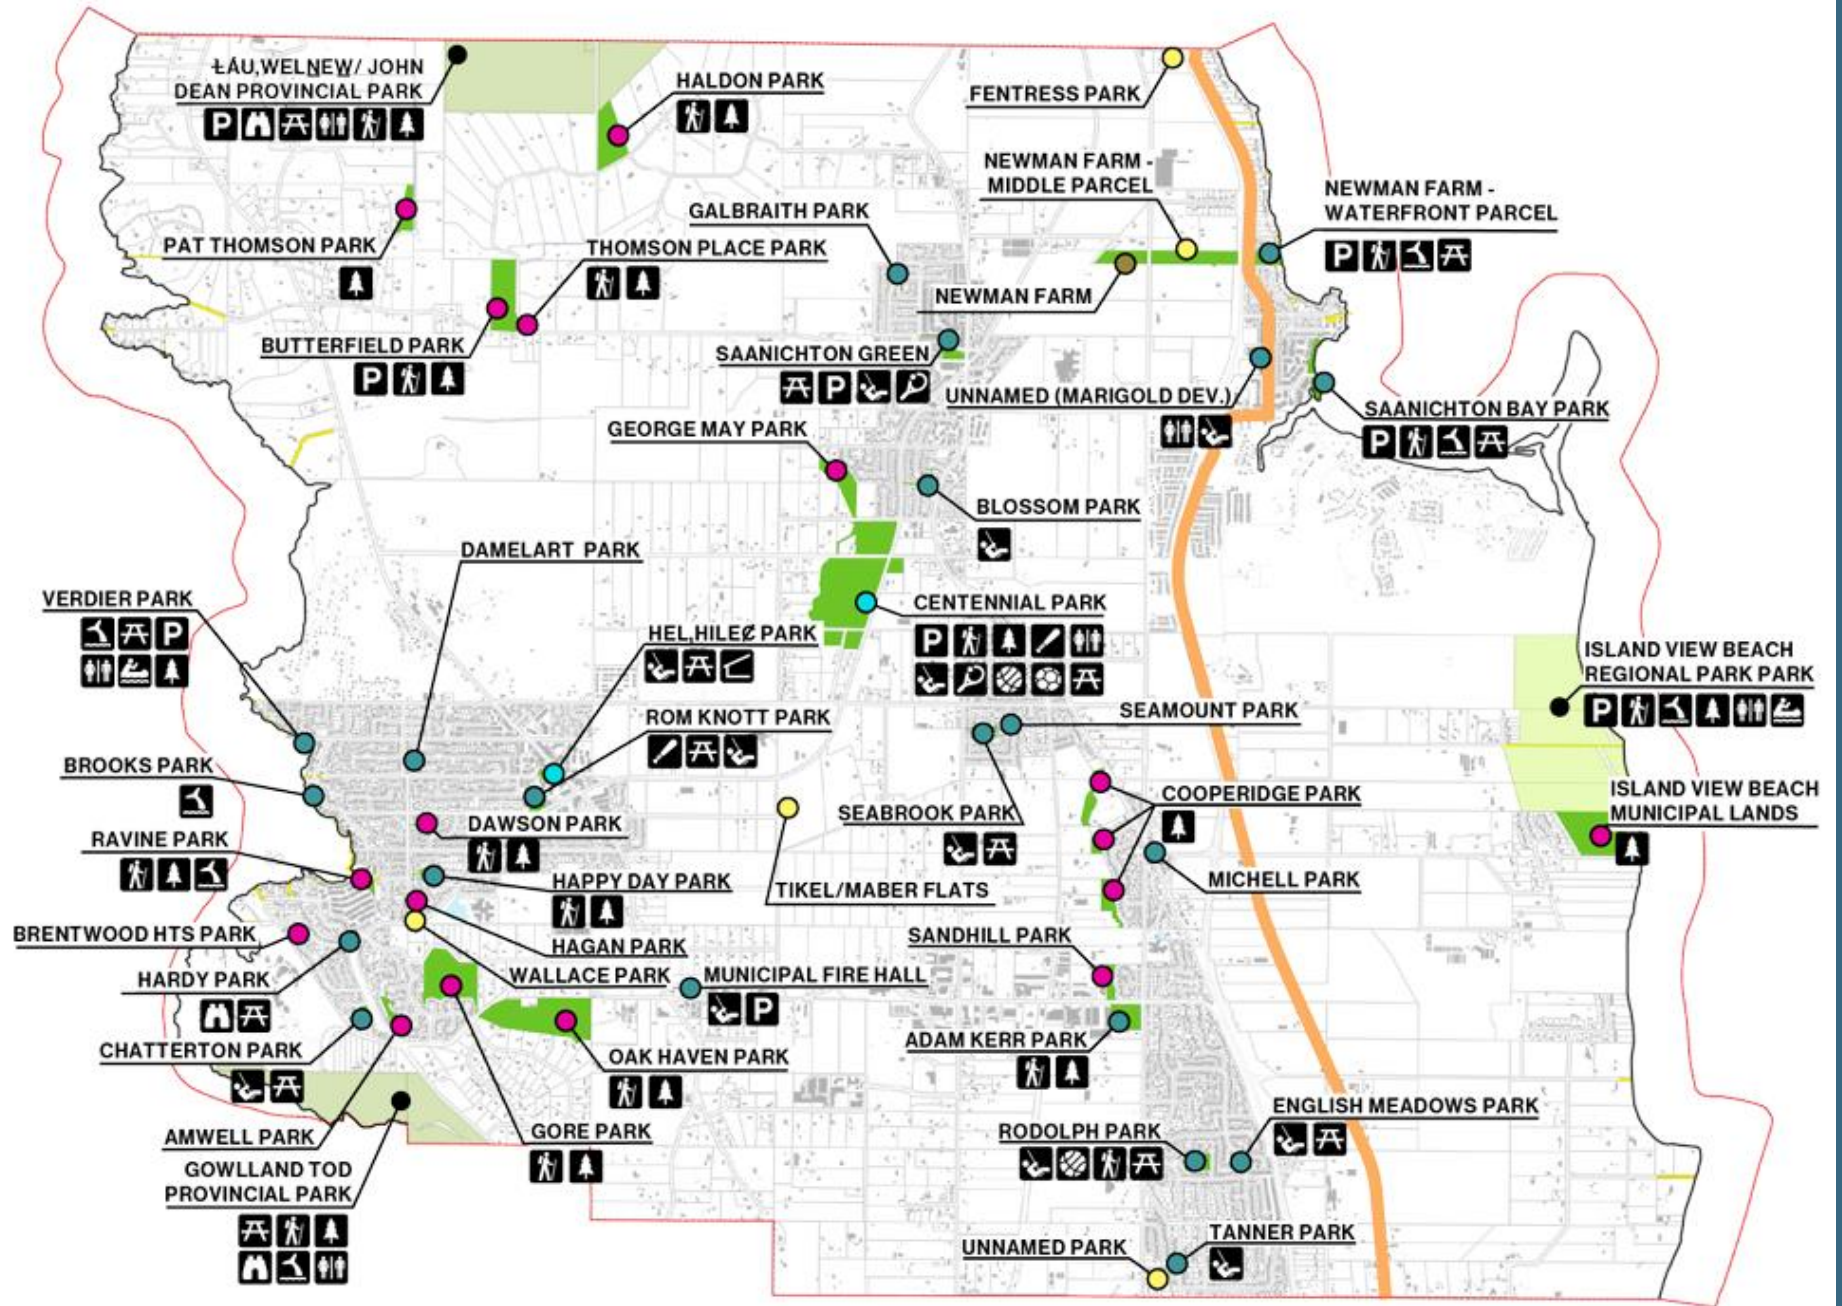 ȽÁU,WELṈEW̱/ JOHN
DEAN PROVINCIAL PARK
P
HALDON PARK
FENTRESS PARK
NEWMAN FARM -
MIDDLE PARCEL
NEWMAN FARM -
WATERFRONT PARCEL
P
GALBRAITH PARK
PAT THOMSON PARK
THOMSON PLACE PARK
NEWMAN FARM
BUTTERFIELD PARK
P
SAANICHTON GREEN
P
UNNAMED (MARIGOLD DEV.)
SAANICHTON BAY PARK
P
GEORGE MAY PARK
BLOSSOM PARK
DAMELART PARK
VERDIER PARK
P
CENTENNIAL PARK
P
HEL,HILEȻ PARK
ISLAND VIEW BEACH
REGIONAL PARK PARK
P
ROM KNOTT PARK
SEAMOUNT PARK
BROOKS PARK
COOPERIDGE PARK
ISLAND VIEW BEACH
MUNICIPAL LANDS
SEABROOK PARK
DAWSON PARK
RAVINE PARK
HAPPY DAY PARK
TIKEL/MABER FLATS
MICHELL PARK
BRENTWOOD HTS PARK
HAGAN PARK
SANDHILL PARK
HARDY PARK
WALLACE PARK
MUNICIPAL FIRE HALL
P
CHATTERTON PARK
OAK HAVEN PARK
ADAM KERR PARK
AMWELL PARK
GORE PARK
RODOLPH PARK
ENGLISH MEADOWS PARK
GOWLLAND TOD
PROVINCIAL PARK
UNNAMED PARK
TANNER PARK